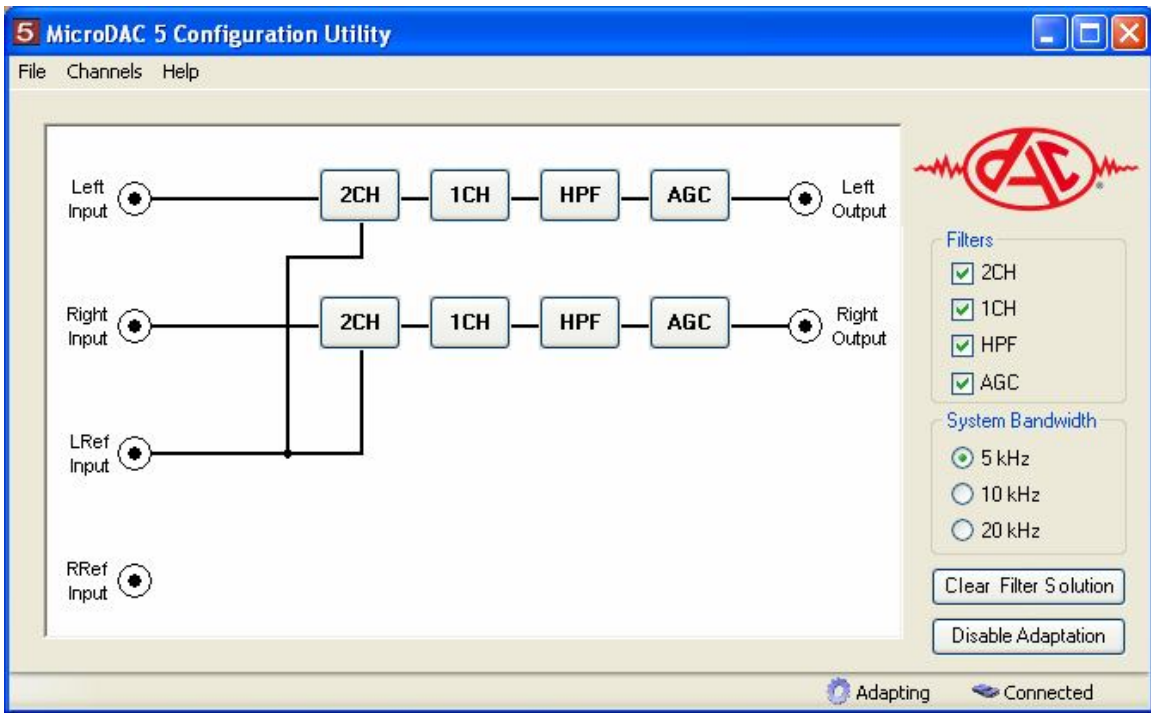 5 MicroDAC 5 Configuration Utility
File Channels Help
Left Input
2CH 1CH HPF AGC
Left Output
Right Input
2CH 1CH HPF AGC
Right Output
LRef Input
RRef Input
DAC
®
Filters
2CH
1CH
HPF
AGC
System Bandwidth
5 kHz
10 kHz
20 kHz
Clear Filter Solution
Disable Adaptation
Adapting Connected